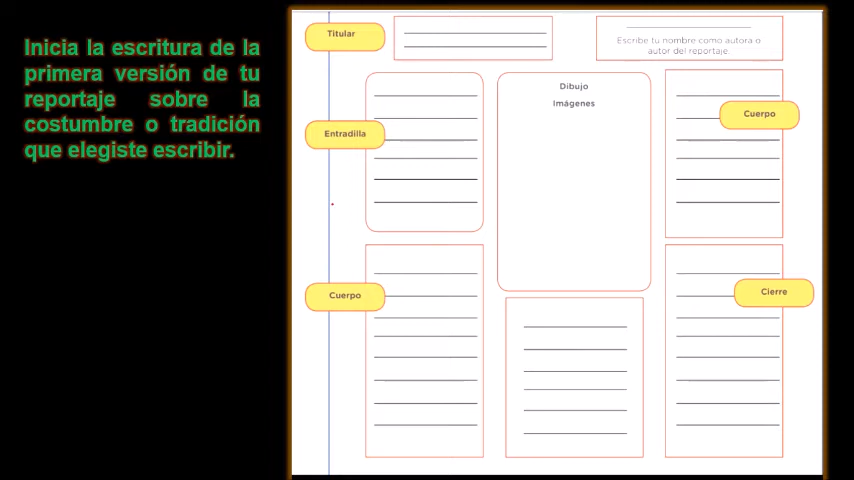 Inicia la escritura de la
primera versión de tu
reportaje sobre la
costumbre o tradición
que elegiste escribir.
Titular
Escribe tu nombre como autora o
autor del reportaje.
Dibujo
Imágenes
Cuerpo
Entradilla
Cuerpo
Cierre